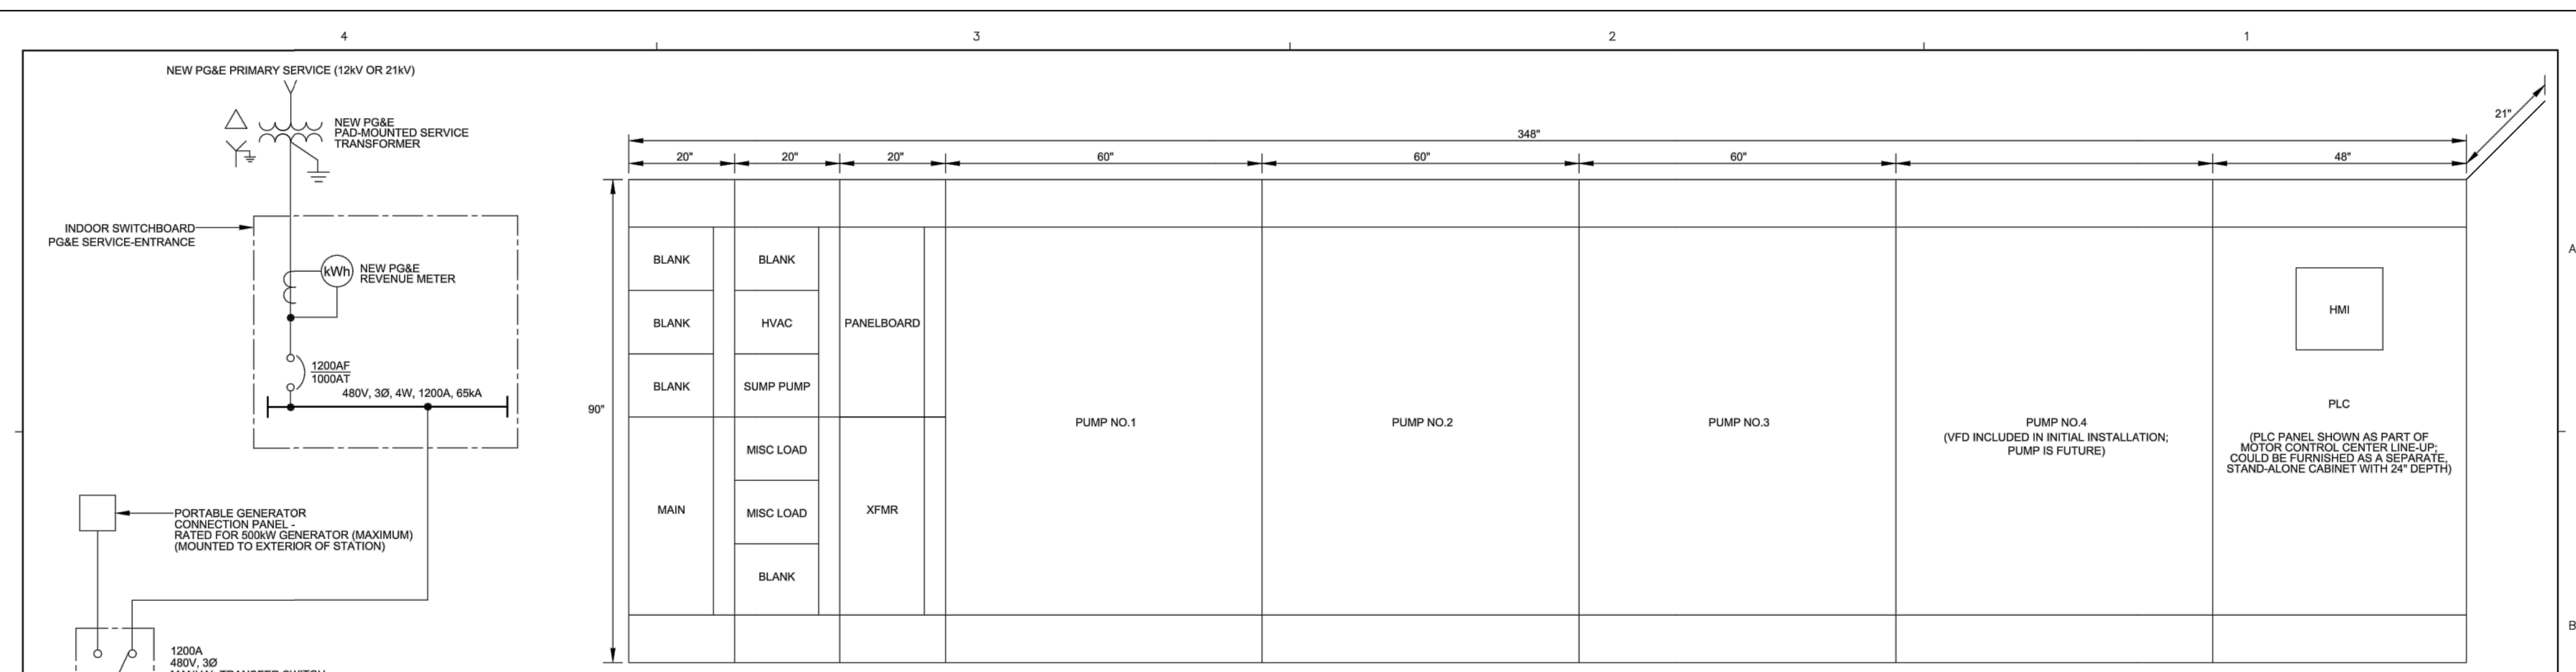 4
3
2
1
NEW PG&E PRIMARY SERVICE (12kV OR 21kV)
NEW PG&E
PAD-MOUNTED SERVICE
TRANSFORMER
INDOOR SWITCHBOARD
PG&E SERVICE-ENTRANCE
kWh
NEW PG&E
REVENUE METER
1200AF
1000AT
480V, 3Ø, 4W, 1200A, 65kA
PORTABLE GENERATOR
CONNECTION PANEL -
RATED FOR 500kW GENERATOR (MAXIMUM)
(MOUNTED TO EXTERIOR OF STATION)
1200A
480V, 3Ø
MANUAL TRANSFER SWITCH
348"
21"
20"
20"
20"
60"
60"
60"
48"
90"
BLANK
BLANK
BLANK
MAIN
BLANK
HVAC
SUMP PUMP
MISC LOAD
MISC LOAD
BLANK
PANELBOARD
XFMR
PUMP NO.1
PUMP NO.2
PUMP NO.3
PUMP NO.4
(VFD INCLUDED IN INITIAL INSTALLATION;
PUMP IS FUTURE)
HMI
PLC
(PLC PANEL SHOWN AS PART OF
MOTOR CONTROL CENTER LINE-UP;
COULD BE FURNISHED AS A SEPARATE,
STAND-ALONE CABINET WITH 24" DEPTH)
A
B